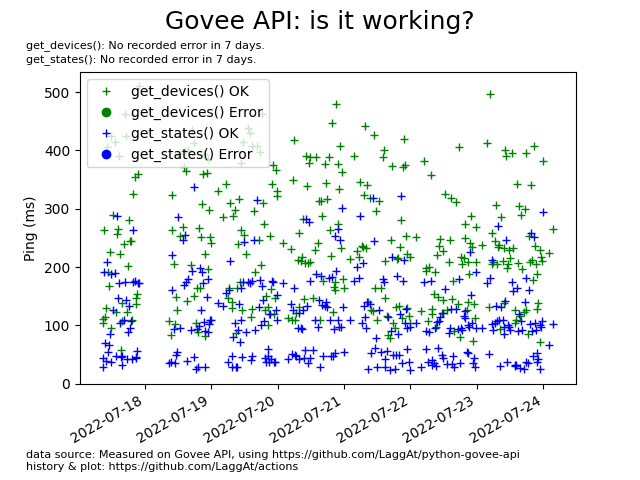 Govee API: is it working?
get_devices(): No recorded error in 7 days.
get_states(): No recorded error in 7 days.
get_devices() OK
get_devices() Error
get_states() OK
get_states() Error
Ping (ms)
500
400
300
200
100
0
2022-07-18
2022-07-19
2022-07-20
2022-07-21
2022-07-22
2022-07-23
2022-07-24
data source: Measured on Govee API, using https://github.com/LaggAt/python-govee-api
history & plot: https://github.com/LaggAt/actions